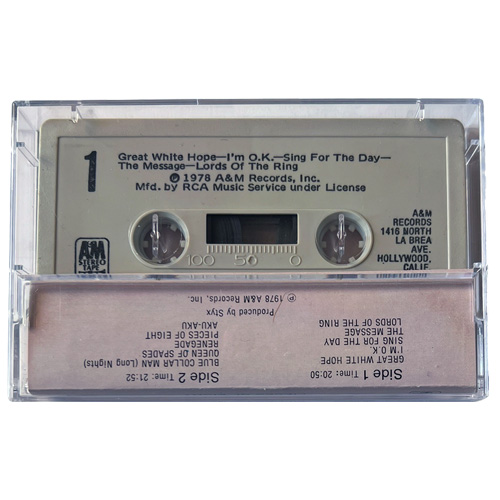 1
Great White Hope—I'm O.K.—Sing For The Day—
The Message—Lords Of The Ring
℗ 1978 A&M Records, Inc.
Mfd. by RCA Music Service under License
A&M
STEREO
TAPE
A&M
RECORDS
1416 NORTH
LA BREA
AVE.
HOLLYWOOD,
CALIF.
100 50 0
Side 1 Time: 20:50
GREAT WHITE HOPE
I'M O.K.
SING FOR THE DAY
THE MESSAGE
LORDS OF THE RING
Side 2 Time: 21:52
BLUE COLLAR MAN (Long Nights)
QUEEN OF SPADES
RENEGADE
PIECES OF EIGHT
AKU-AKU
Produced by Styx
℗ 1978 A&M Records, Inc.